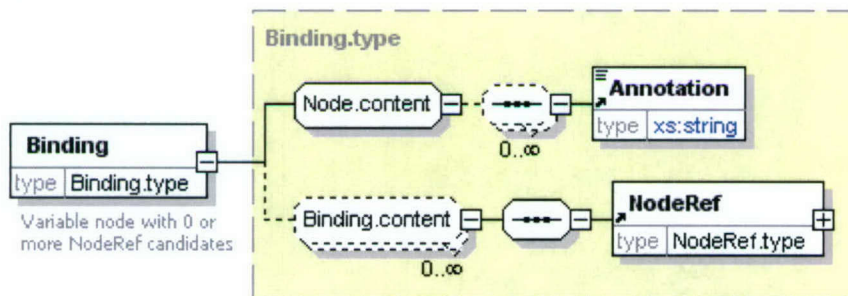 Binding.type
Node.content
0..∞
Annotation
type xs:string
Binding
type Binding.type
Variable node with 0 or
more NodeRef candidates
Binding.content
0..∞
NodeRef
type NodeRef.type